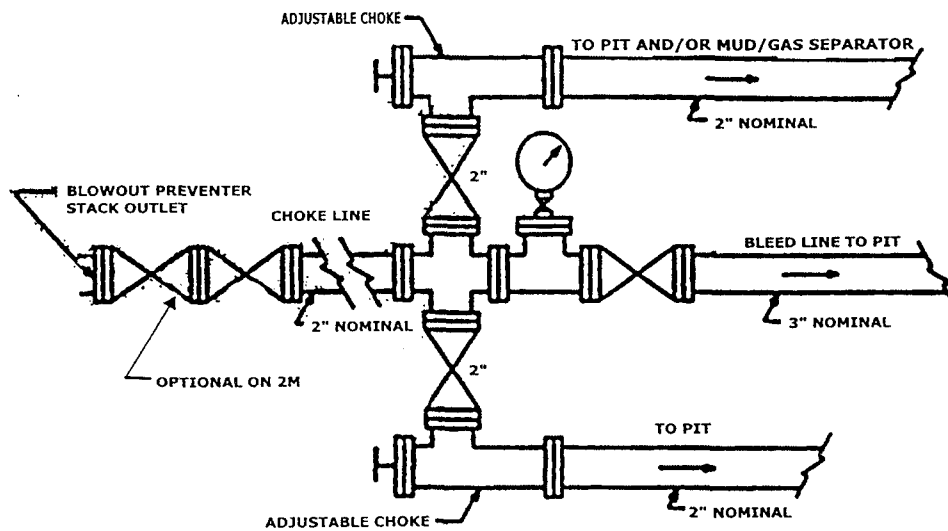 ADJUSTABLE CHOKE
TO PIT AND/OR MUD/GAS SEPARATOR
2" NOMINAL
2"
BLOWOUT PREVENTER
STACK OUTLET
CHOKE LINE
BLEED LINE TO PIT
2" NOMINAL
3" NOMINAL
OPTIONAL ON 2M
2"
TO PIT
2" NOMINAL
ADJUSTABLE CHOKE